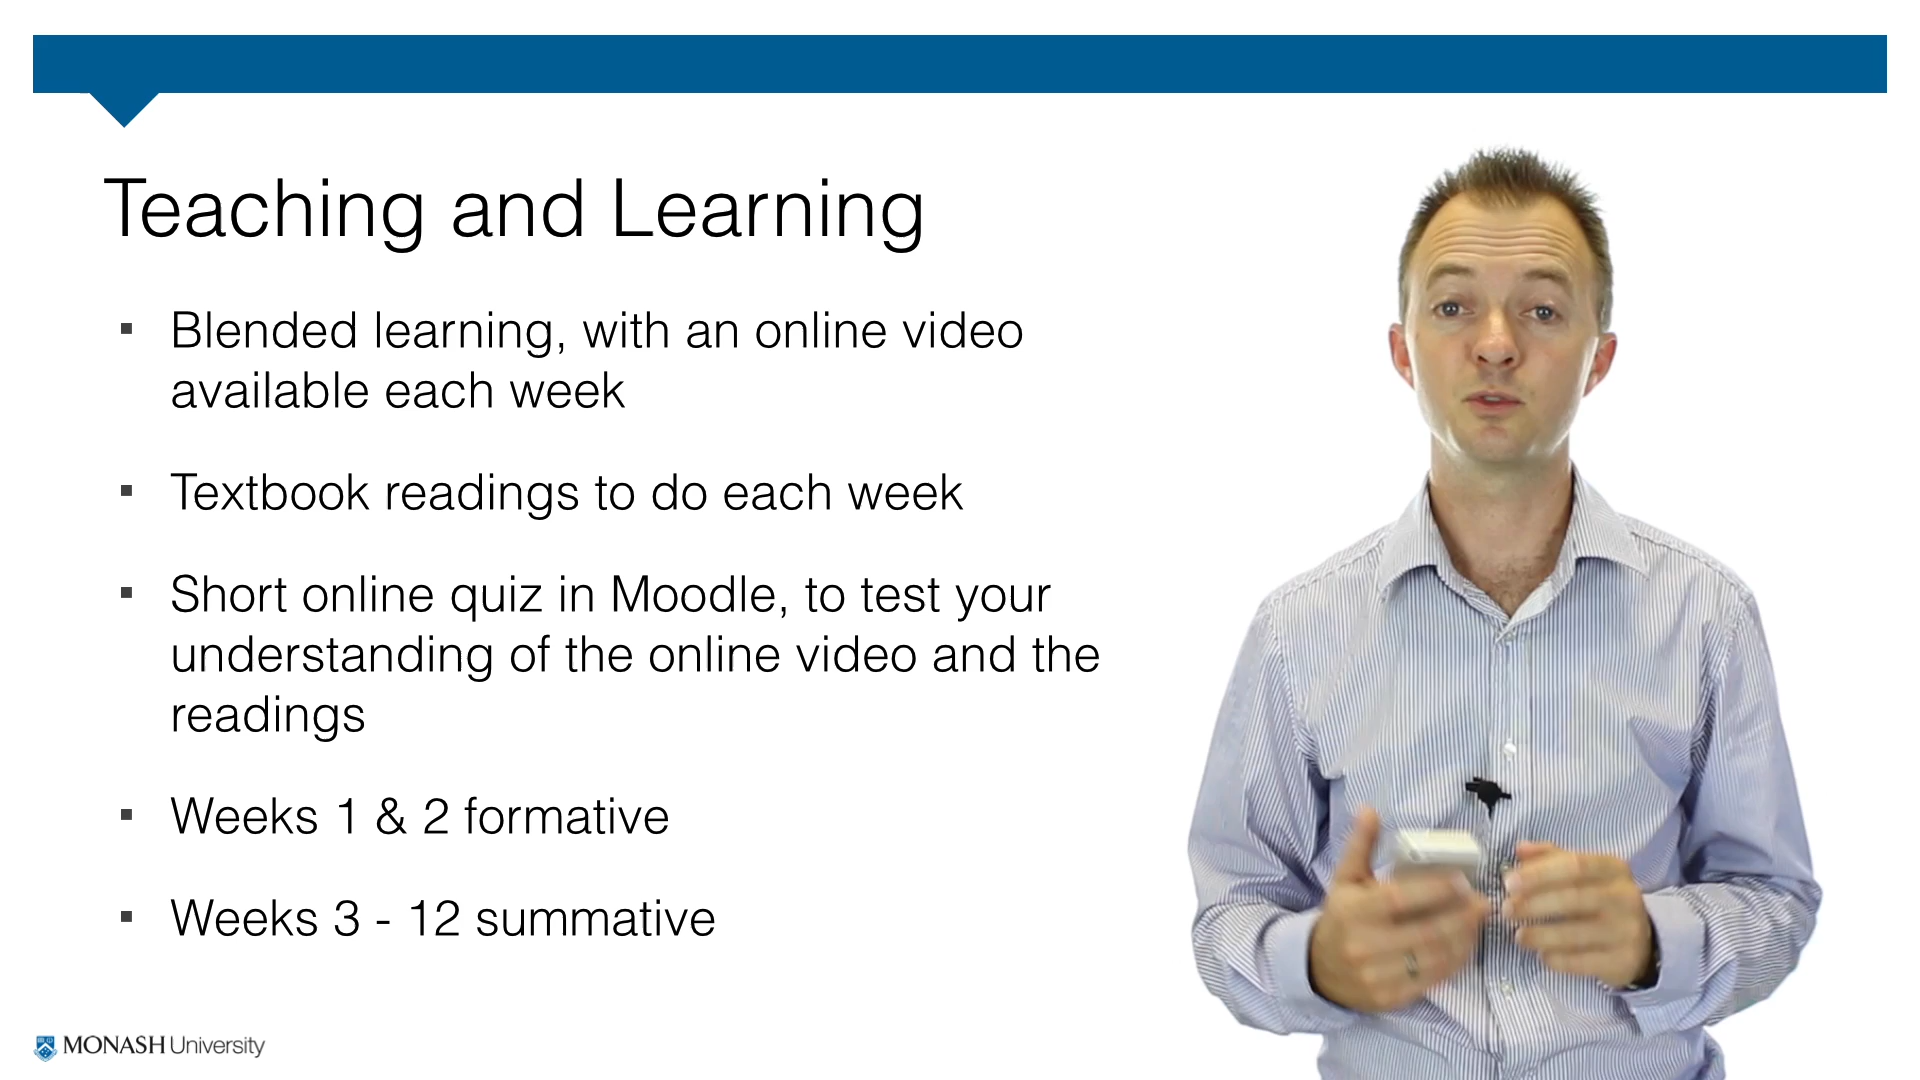 Teaching and Learning
▪ Blended learning, with an online video
available each week
▪ Textbook readings to do each week
▪ Short online quiz in Moodle, to test your
understanding of the online video and the
readings
▪ Weeks 1 & 2 formative
▪ Weeks 3 - 12 summative
MONASH University